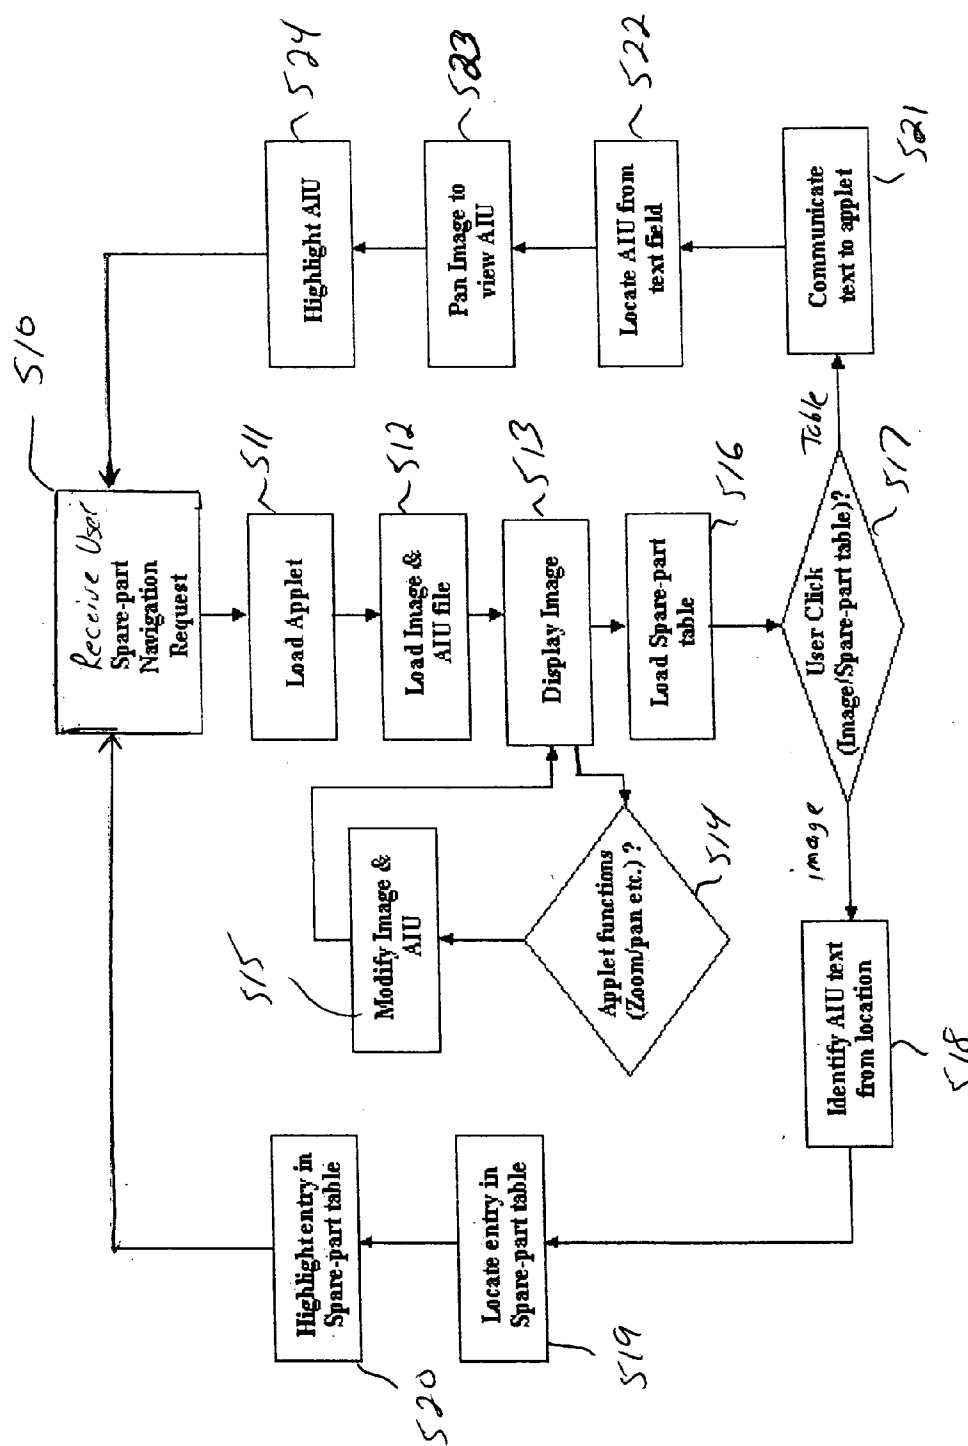 510
Receive User
Spare-part
Navigation
Request
Load Applet
511
Load Image &
AIU file
512
Display Image
513
Applet functions
(Zoom/pan etc.) ?
514
Modify Image &
AIU
515
Load Spare-part
table
516
User Click
(Image/Spare-part table)?
517
image
Table
Identify AIU text
from location
518
Locate entry in
Spare-part table
519
Highlight entry in
Spare-part table
520
Communicate
text to applet
521
Locate AIU from
text field
522
Pan Image to
view AIU
523
Highlight AIU
524